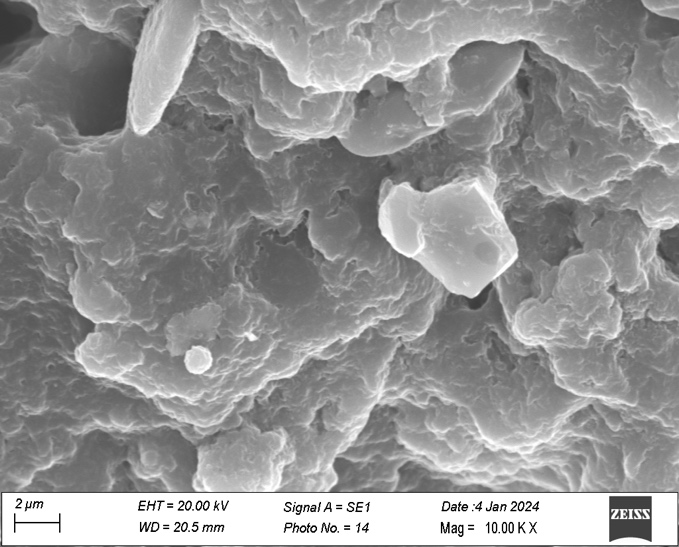 2 µm
EHT = 20.00 kV
Signal A = SE1
Date :4 Jan 2024
WD = 20.5 mm
Photo No. = 14
Mag = 10.00 K X
ZEISS